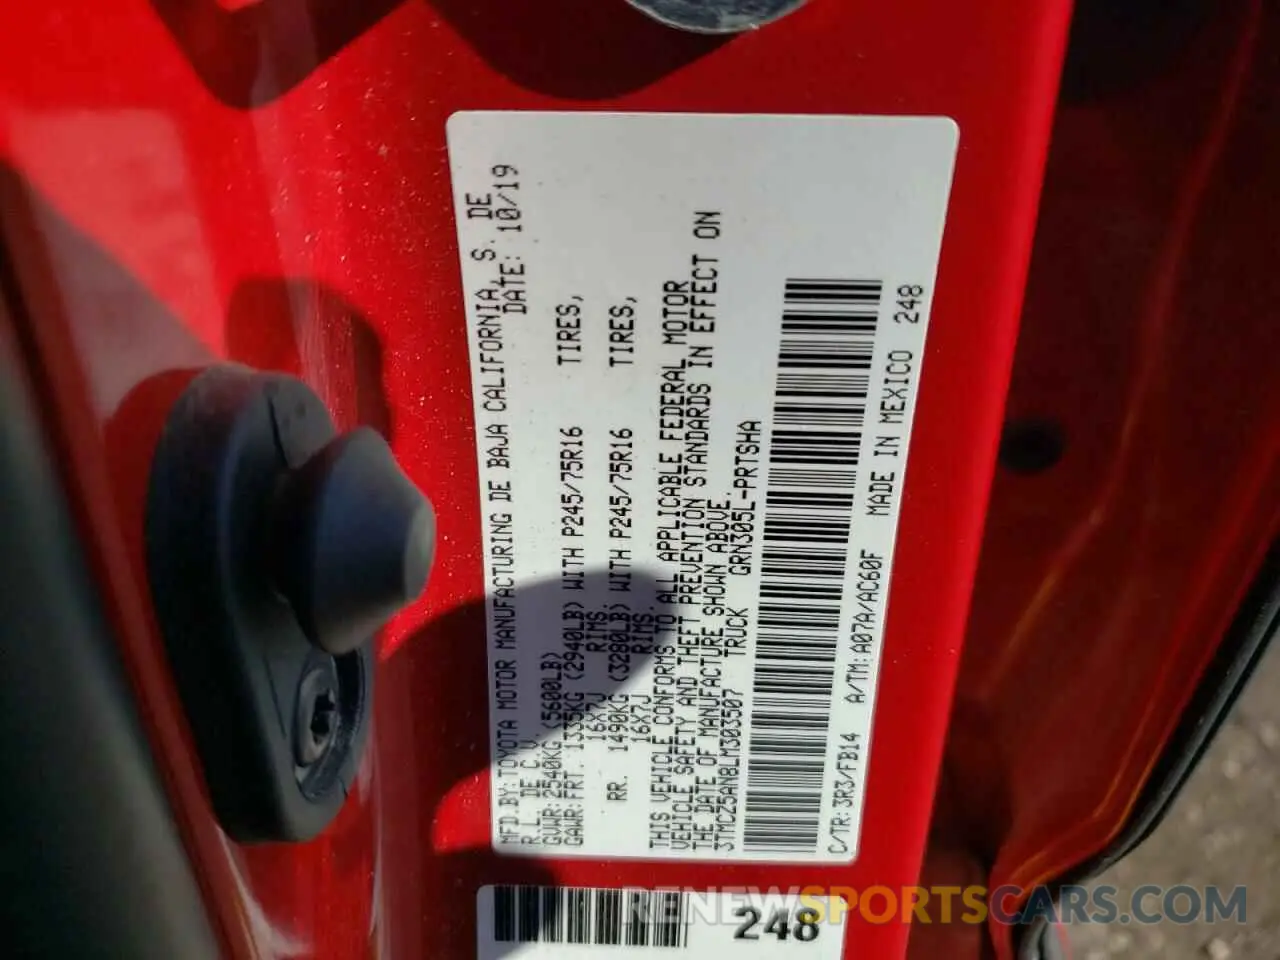 MFD.BY:TOYOTA MOTOR MANUFACTURING DE BAJA CALIFORNIA, S. DE
R.L. DE C.V. DATE: 10/19
GVWR:2540KG (5600LB)
GAWR:FRT. 1335KG (2940LB) WITH P245/75R16 TIRES,
16X7J RIMS.
RR. 1490KG (3280LB) WITH P245/75R16 TIRES,
16X7J RIMS.
THIS VEHICLE CONFORMS TO ALL APPLICABLE FEDERAL MOTOR
VEHICLE SAFETY AND THEFT PREVENTION STANDARDS IN EFFECT ON
THE DATE OF MANUFACTURE SHOWN ABOVE.
3TMCZ5AN8LM303507 TRUCK GRN305L-PRTSHA
C/TR:3R3/FB14 A/TM:A07A/AC60F MADE IN MEXICO 248
248
RENEWSPORTSCARS.COM